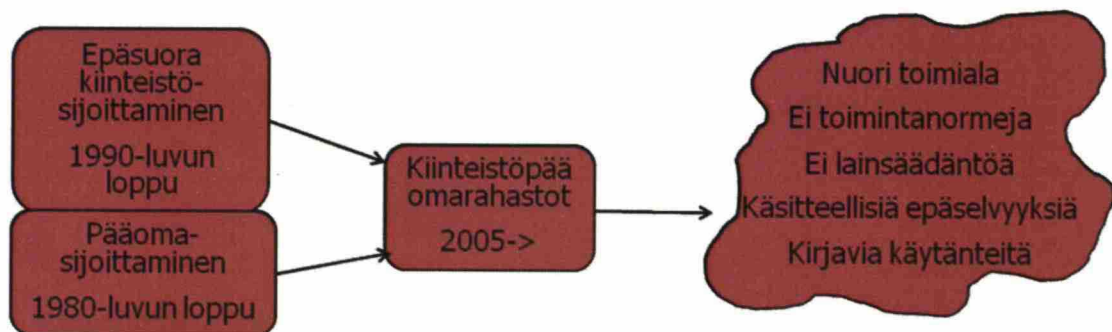 Epäsuora
kiinteistö-
sijoittaminen
1990-luvun
loppu
Pääoma-
sijoittaminen
1980-luvun loppu
Kiinteistöpää
omarahastot
2005->
Nuori toimiala
Ei toimintanormeja
Ei lainsäädäntöä
Käsitteellisiä epäselvyyksiä
Kirjavia käytänteitä